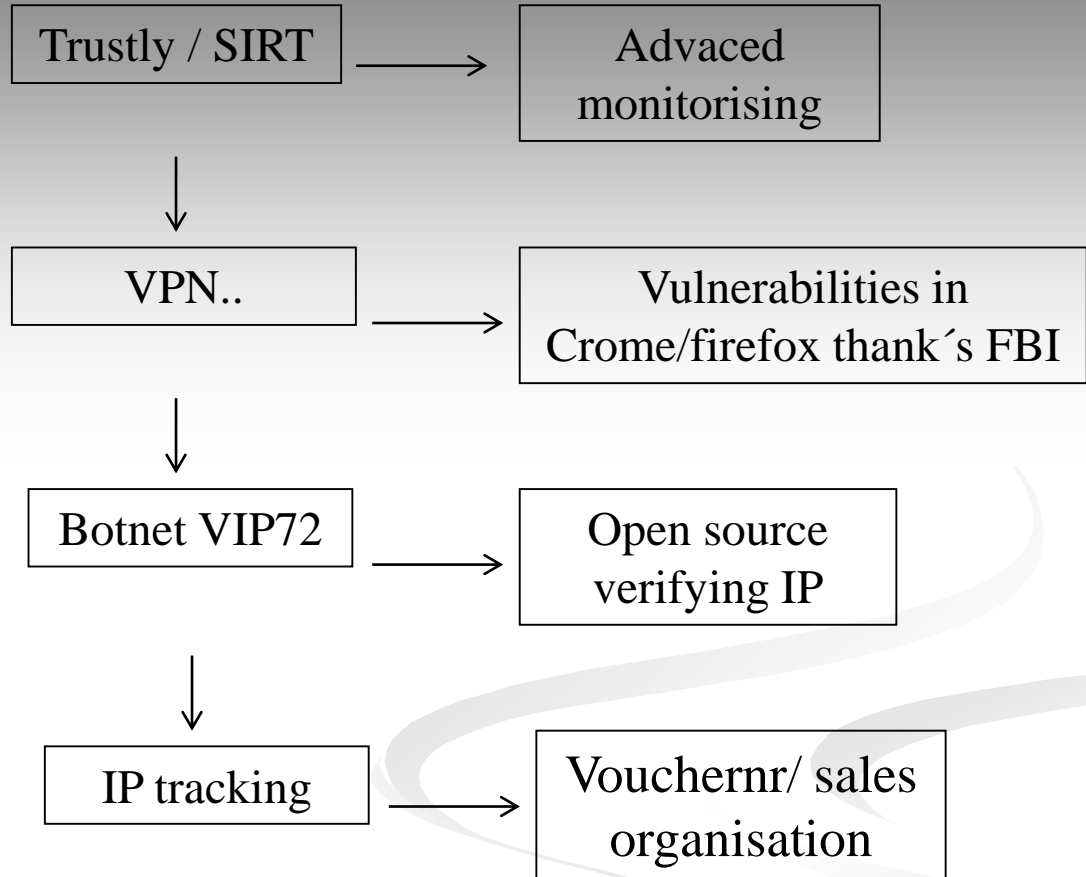 Trustly / SIRT
Advaced
monitorising
VPN..
Vulnerabilities in
Crome/firefox thank´s FBI
Botnet VIP72
Open source
verifying IP
IP tracking
Vouchernr/ sales
organisation